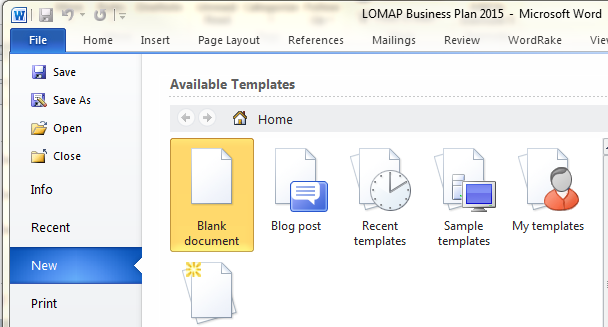 LOMAP Business Plan 2015 - Microsoft Word
File Home Insert Page Layout References Mailings Review WordRake Vie
Save
Save As
Open
Close
Info
Recent
New
Print
Available Templates
Home
Blank document
Blog post
Recent templates
Sample templates
My templates